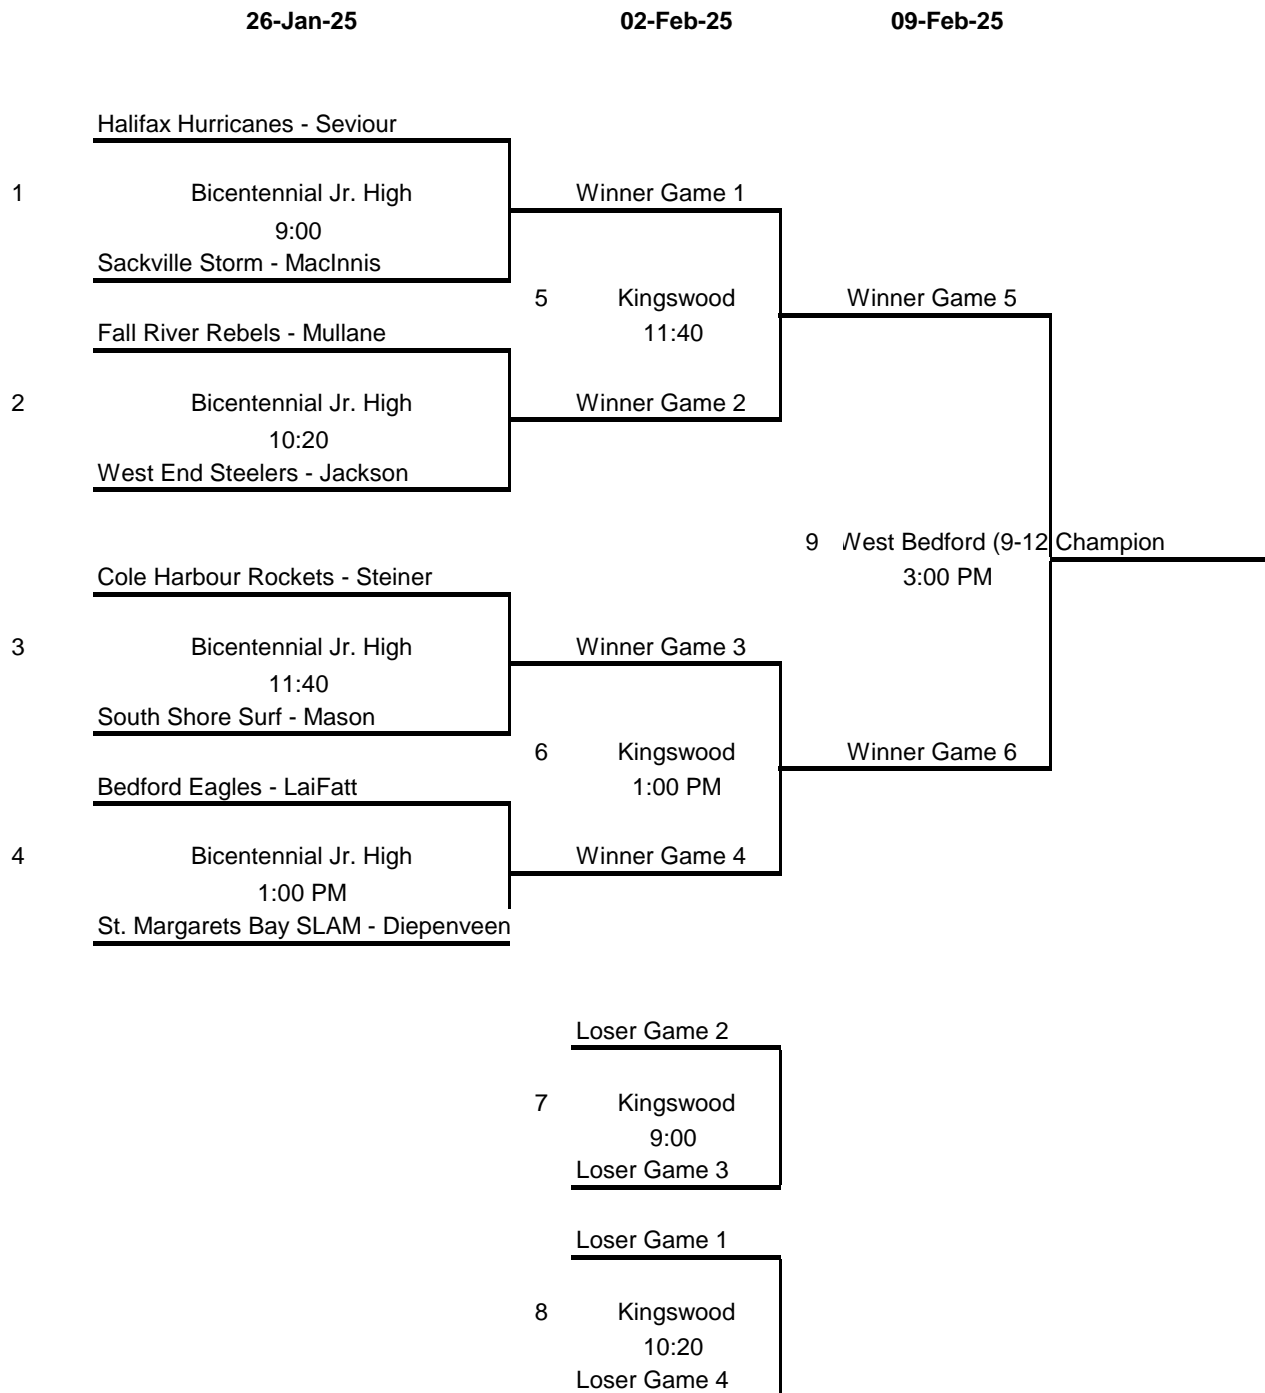 26-Jan-25 02-Feb-25 09-Feb-25
Halifax Hurricanes - Seviour
1 Bicentennial Jr. High Winner Game 1
9:00
Sackville Storm - MacInnis
5 Kingswood Winner Game 5
Fall River Rebels - Mullane 11:40
2 Bicentennial Jr. High Winner Game 2
10:20
West End Steelers - Jackson
9 West Bedford (9-12 Champion
Cole Harbour Rockets - Steiner 3:00 PM
3 Bicentennial Jr. High Winner Game 3
11:40
South Shore Surf - Mason
6 Kingswood Winner Game 6
Bedford Eagles - LaiFatt 1:00 PM
4 Bicentennial Jr. High Winner Game 4
1:00 PM
St. Margarets Bay SLAM - Diepenveen
Loser Game 2
7 Kingswood
9:00
Loser Game 3
Loser Game 1
8 Kingswood
10:20
Loser Game 4